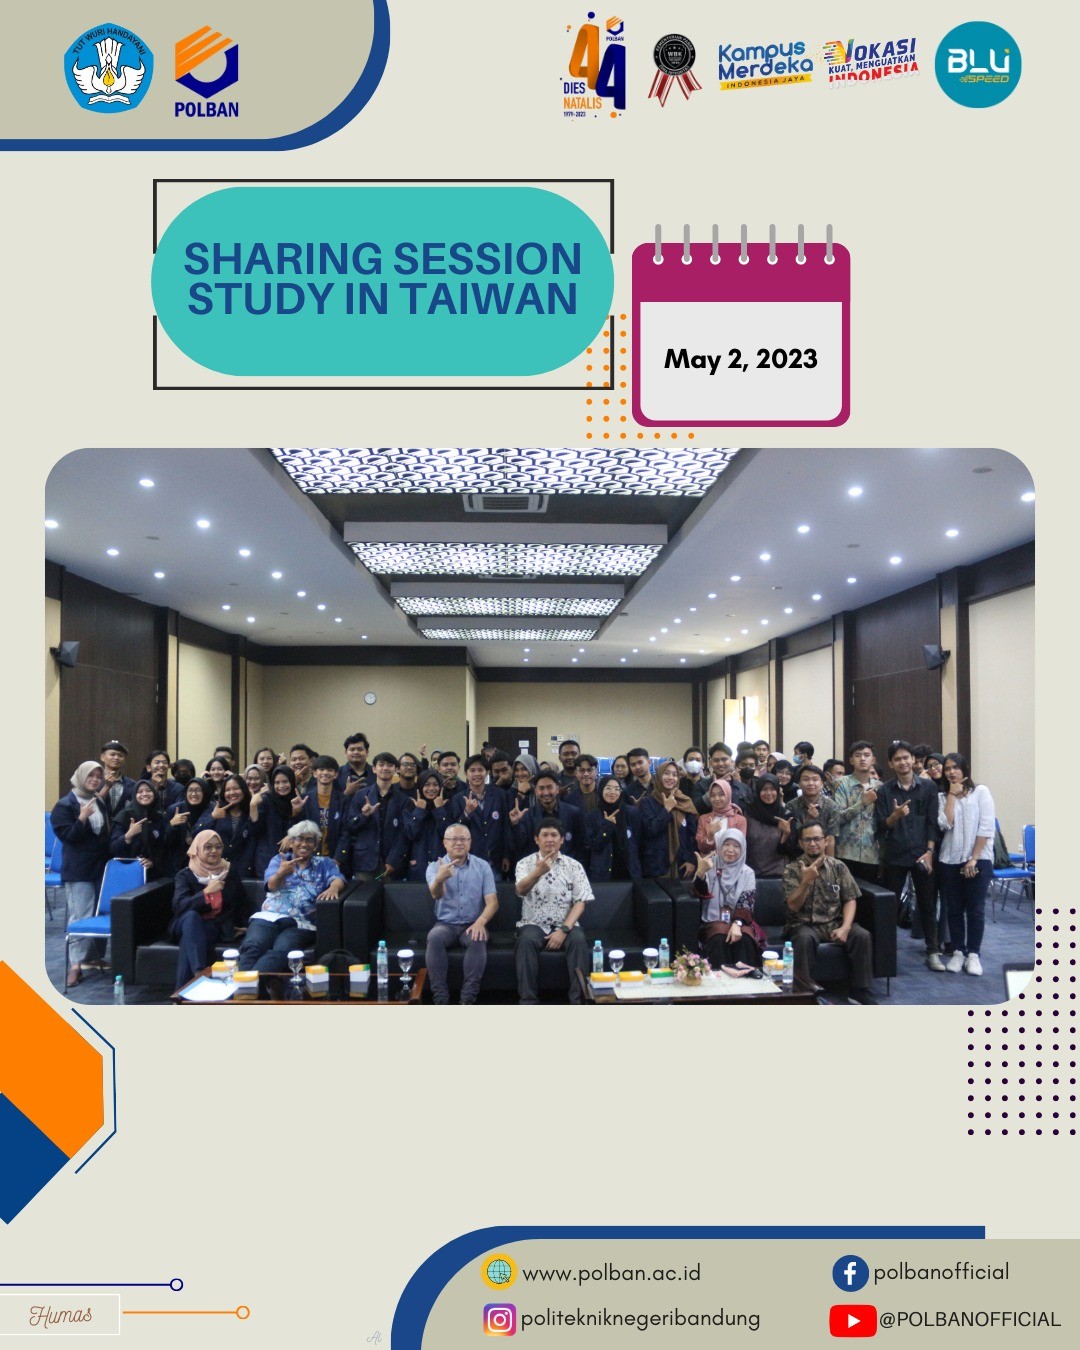 TUT WURI HANDAYANI
POLBAN
44
POLBAN
DIES
NATALIS
1979-2023
WBK
Kampus
Merdeka
INDONESIA JAYA
VOKASI
KUAT, MENGUATKAN
INDONESIA
BLU
SPEED
SHARING SESSION
STUDY IN TAIWAN
May 2, 2023
www.polban.ac.id
polbanofficial
politekniknegeribandung
@POLBANOFFICIAL
Humas